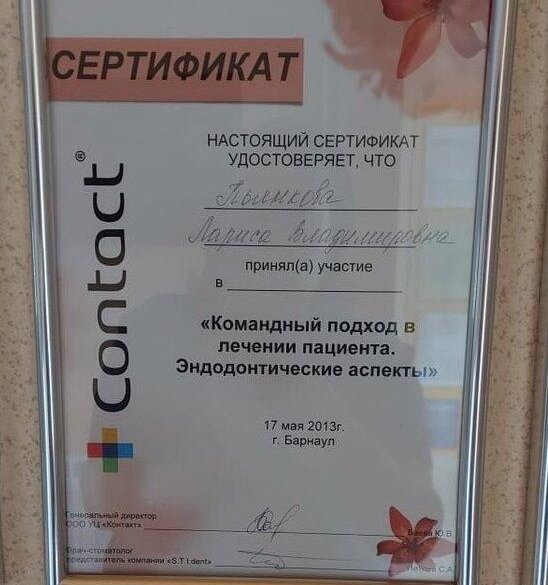 СЕРТИФИКАТ
contact®
НАСТОЯЩИЙ СЕРТИФИКАТ
УДОСТОВЕРЯЕТ, ЧТО
Пьянкова
Лариса Владимировна
принял(а) участие
в
«Командный подход в
лечении пациента.
Эндодонтические аспекты»
17 мая 2013г.
г. Барнаул
Генеральный директор
ООО УЦ «Контакт» Ю.В.
Врач-стоматолог
представитель компании «S.T.I.dent» С.А.